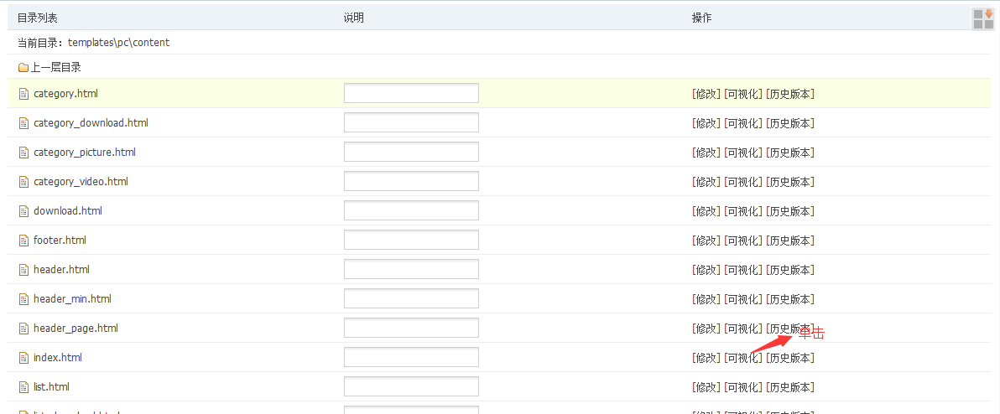 目录列表 说明 操作
当前目录：templates\pc\content
上一层目录
category.html [修改] [可视化] [历史版本]
category_download.html [修改] [可视化] [历史版本]
category_picture.html [修改] [可视化] [历史版本]
category_video.html [修改] [可视化] [历史版本]
download.html [修改] [可视化] [历史版本]
footer.html [修改] [可视化] [历史版本]
header.html [修改] [可视化] [历史版本]
header_min.html [修改] [可视化] [历史版本]
header_page.html [修改] [可视化] [历史版本]
单击
index.html [修改] [可视化] [历史版本]
list.html [修改] [可视化] [历史版本]